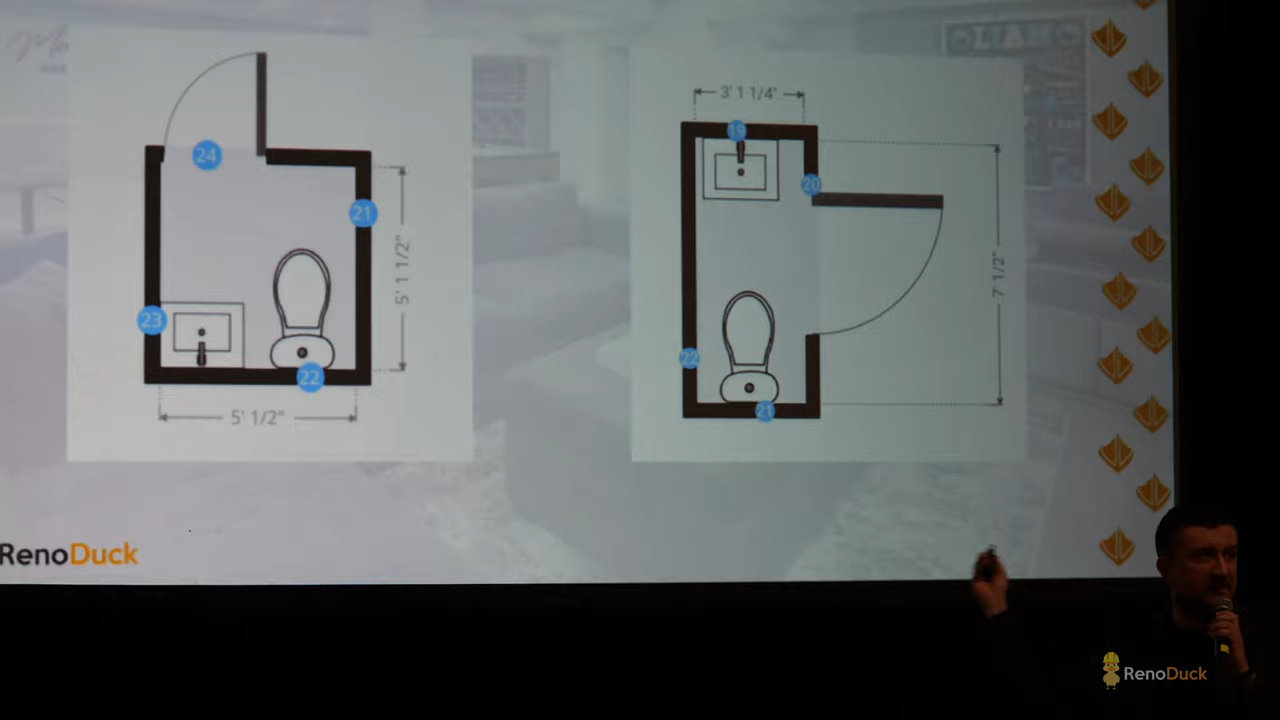 24
21
5' 1 1/2"
23
22
5' 1/2"
3' 1 1/4"
19
20
7' 1/2"
22
21
RenoDuck
RenoDuck